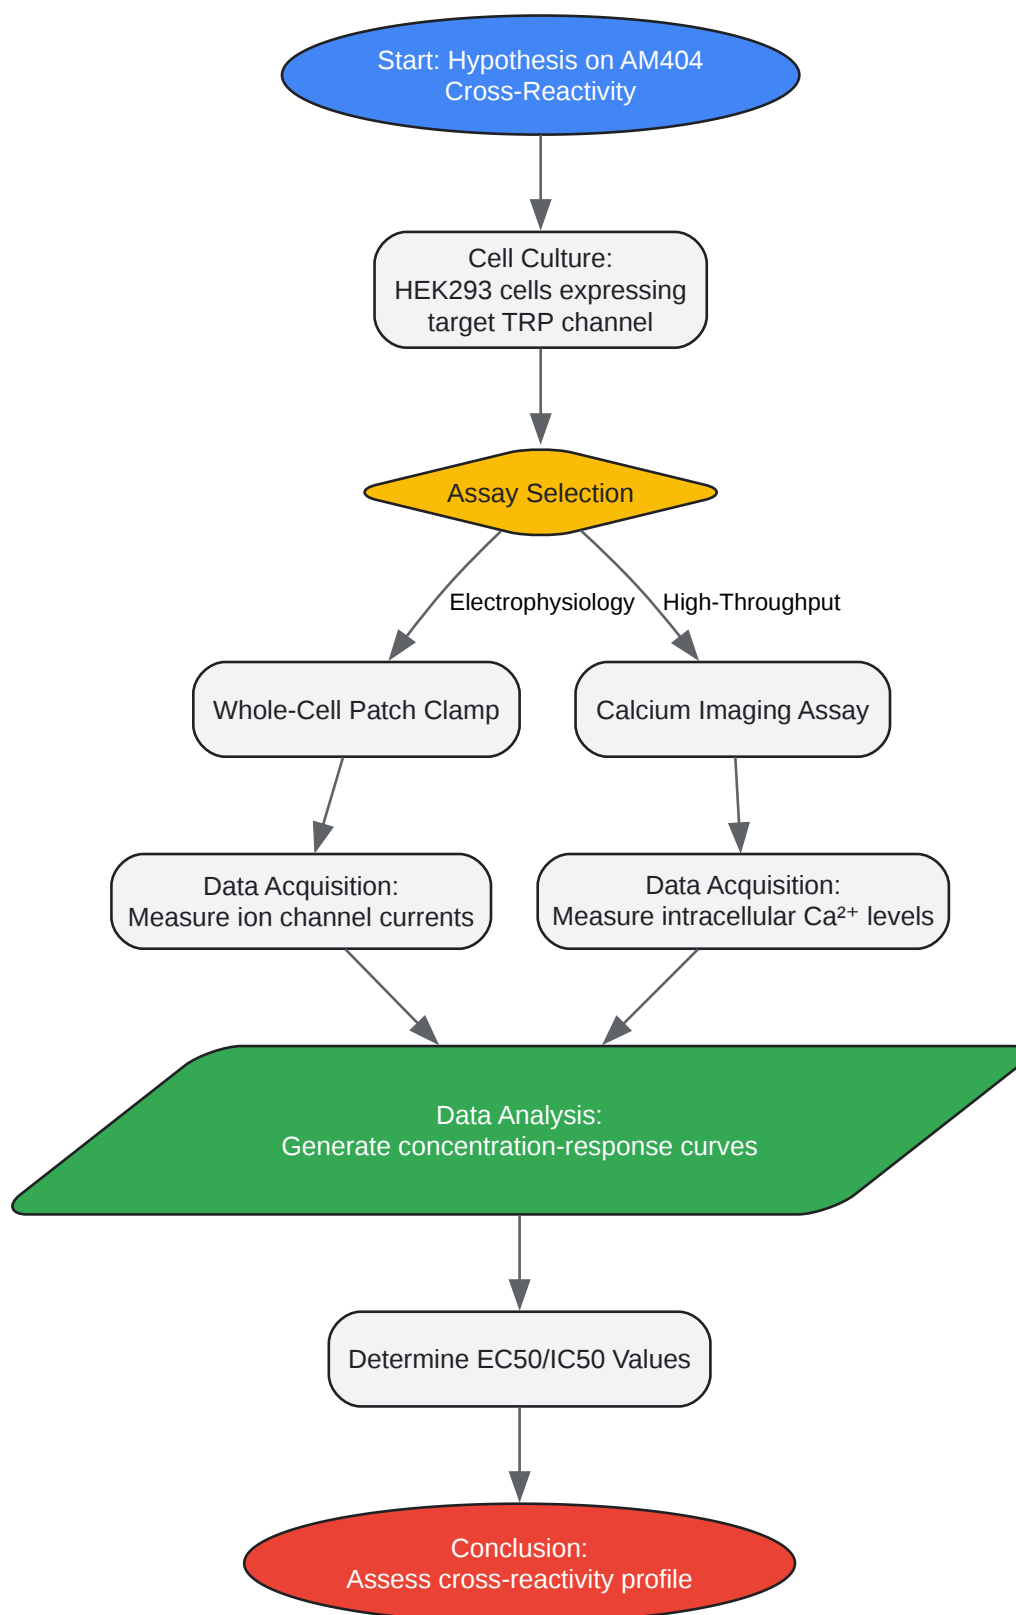 Start: Hypothesis on AM404
Cross-Reactivity
Cell Culture:
HEK293 cells expressing
target TRP channel
Assay Selection
Electrophysiology
High-Throughput
Whole-Cell Patch Clamp
Calcium Imaging Assay
Data Acquisition:
Measure ion channel currents
Data Acquisition:
Measure intracellular Ca²⁺ levels
Data Analysis:
Generate concentration-response curves
Determine EC50/IC50 Values
Conclusion:
Assess cross-reactivity profile